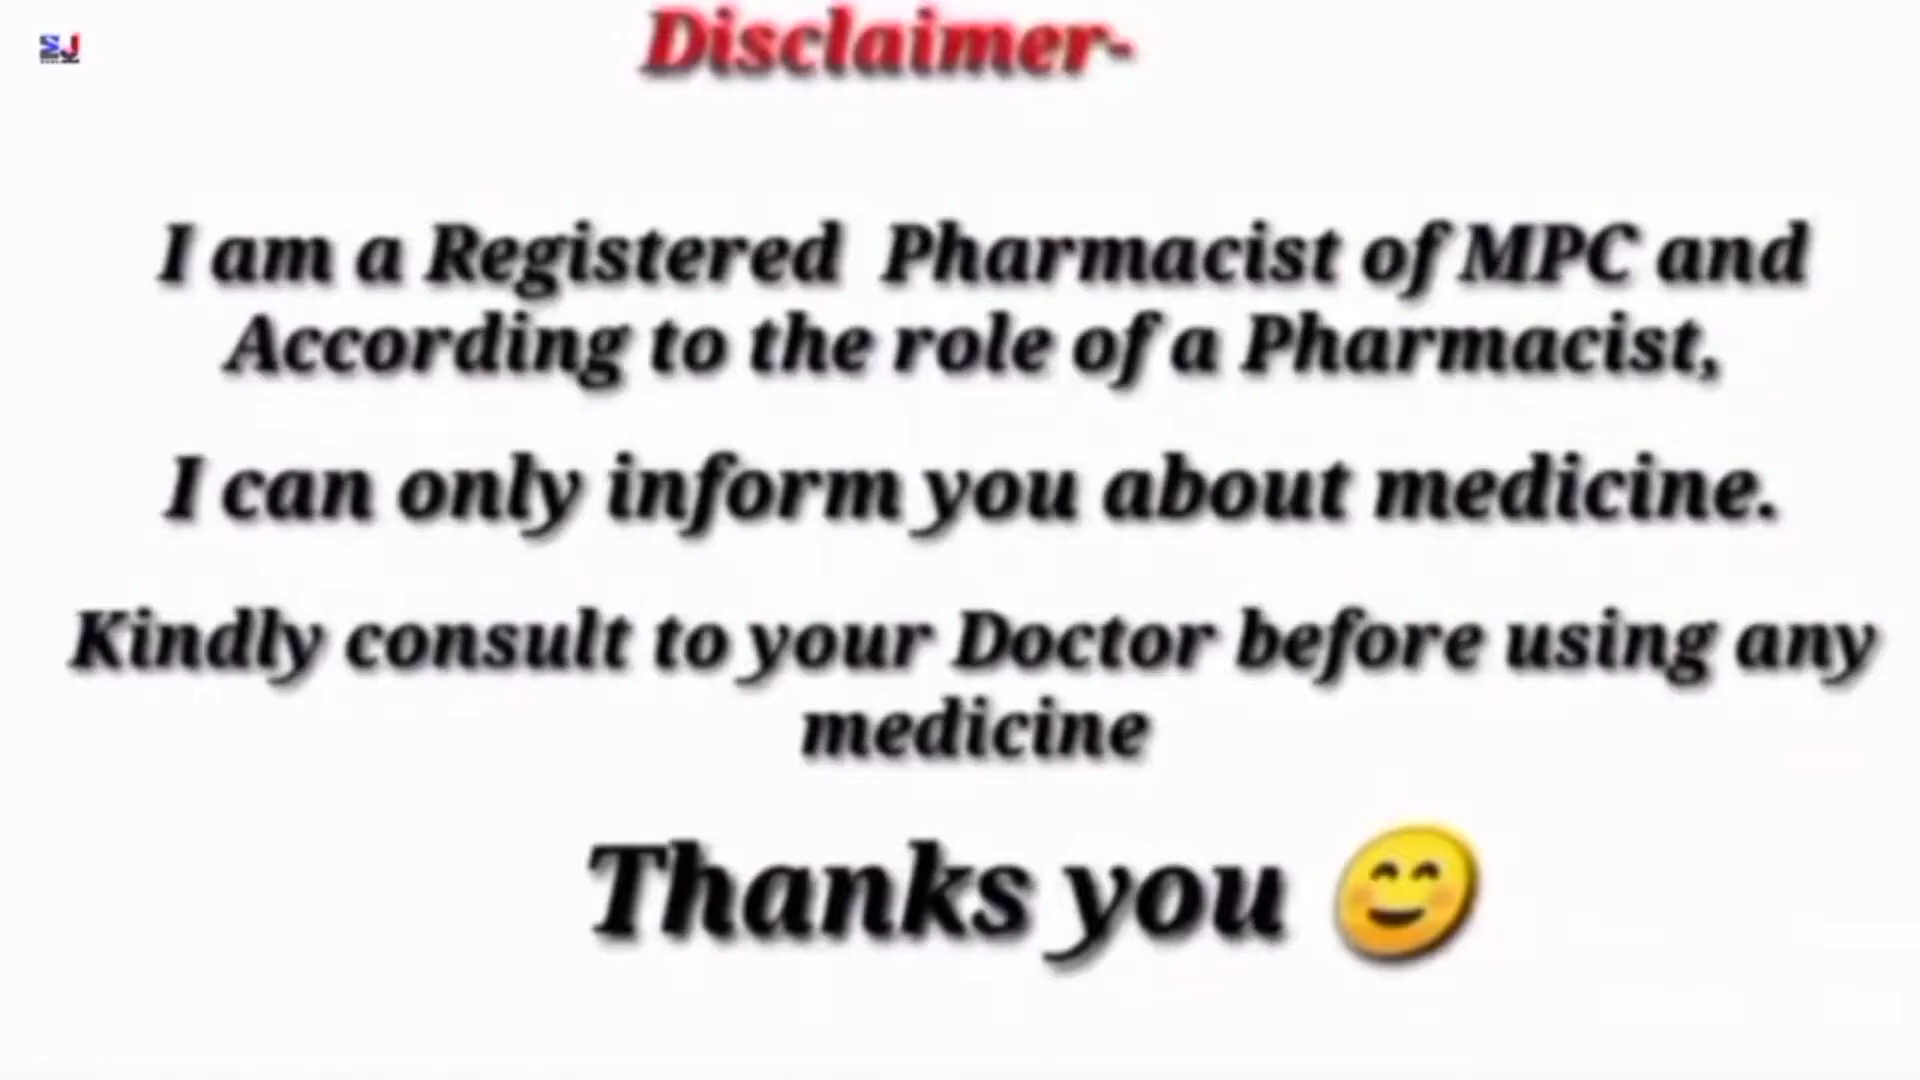 Disclaimer-
I am a Registered Pharmacist of MPC and
According to the role of a Pharmacist,
I can only inform you about medicine.
Kindly consult to your Doctor before using any
medicine
Thanks you 😊